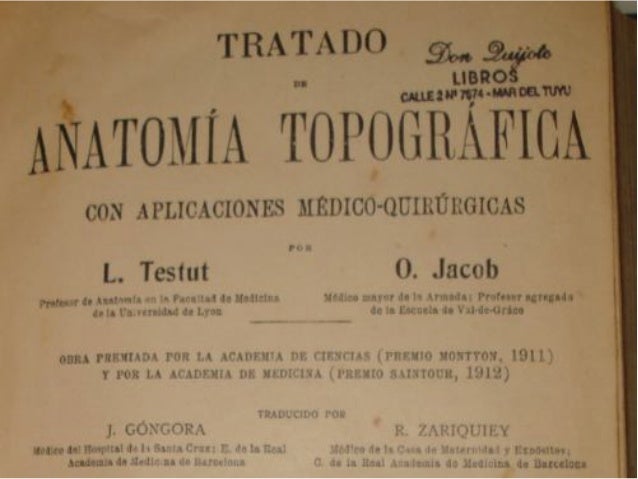 TRATADO
Don Quijote
LIBROS
CALLE 2 Nº 7574 - MAR DEL TUYU
DE
ANATOMÍA TOPOGRÁFICA
CON APLICACIONES MÉDICO-QUIRÚRGICAS
POR
L. Testut
O. Jacob
Profesor de Anatomía en la Facultad de Medicina
de la Universidad de Lyon
Médico mayor de la Armada; Profesor agregado
de la Escuela de Val-de-Grâce
OBRA PREMIADA POR LA ACADEMIA DE CIENCIAS (PREMIO MONTYON, 1911)
Y POR LA ACADEMIA DE MEDICINA (PREMIO SAINTOUR, 1912)
TRADUCIDO POR
J. GÓNGORA
R. ZARIQUIEY
Médico del Hospital de la Santa Cruz; E. de la Real
Academia de Medicina de Barcelona
Médico de la Casa de Maternidad y Expósitos;
C. de la Real Academia de Medicina de Barcelona